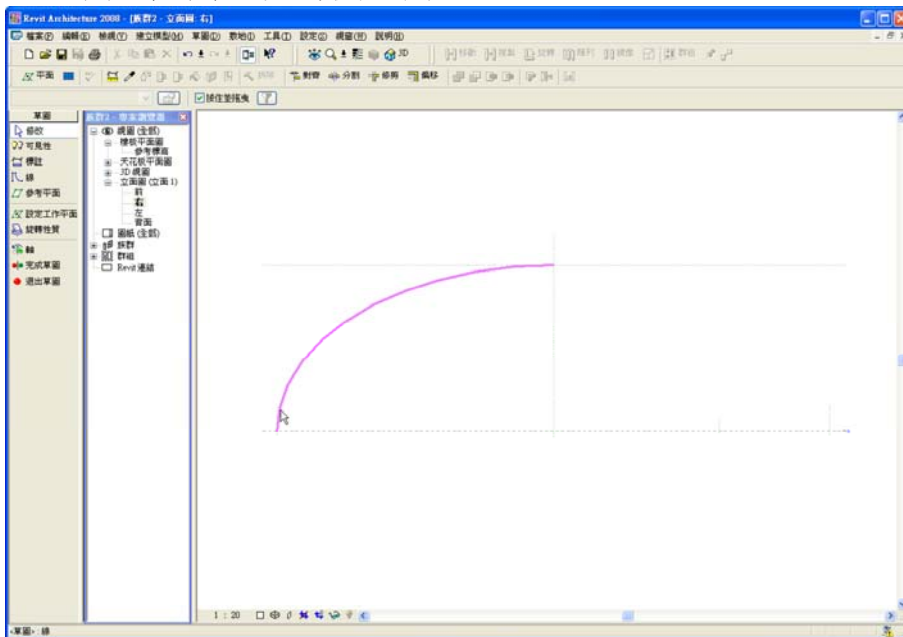 Revit Architecture 2008 - [族群2 - 立面圖: 右]
檔案(F) 編輯(E) 檢視(V) 建立模型(M) 草圖(D) 敷地(I) 工具(T) 設定(G) 視窗(W) 說明(H)
3D
平面
對齊 分割 修剪 偏移
按住並拖曳
草圖
修改
可見性
標註
線
參考平面
設定工作平面
旋轉性質
軸
完成草圖
退出草圖
族群2 - 專案瀏覽器
視圖 (全部)
樓板平面圖
參考樓高
天花板平面圖
3D 視圖
立面圖 (立面 1)
前
右
左
背面
圖紙 (全部)
族群
群組
Revit 連結
1 : 20
<草圖> : 線